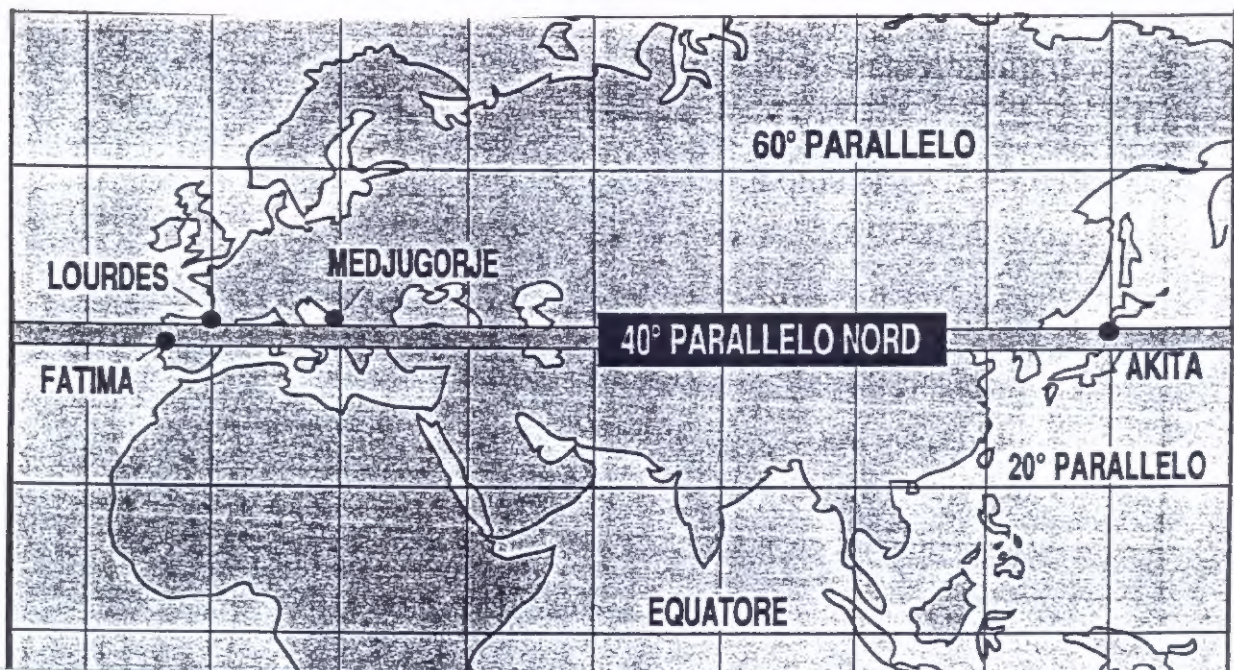 60° PARALLELO
LOURDES
MEDJUGORJE
40° PARALLELO NORD
FATIMA
AKITA
20° PARALLELO
EQUATORE